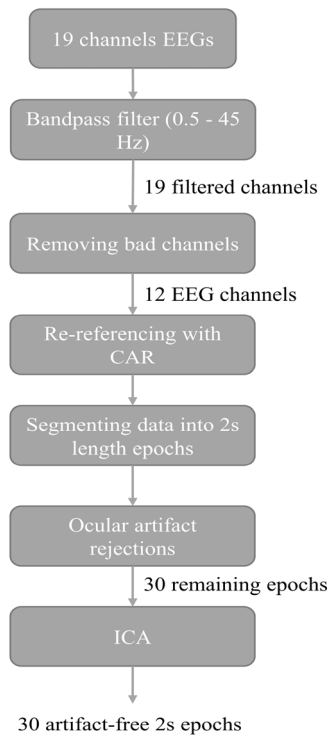 19 channels EEGs
Bandpass filter (0.5 - 45
Hz)
19 filtered channels
Removing bad channels
12 EEG channels
Re-referencing with
CAR
Segmenting data into 2s
length epochs
Ocular artifact
rejections
30 remaining epochs
ICA
30 artifact-free 2s epochs